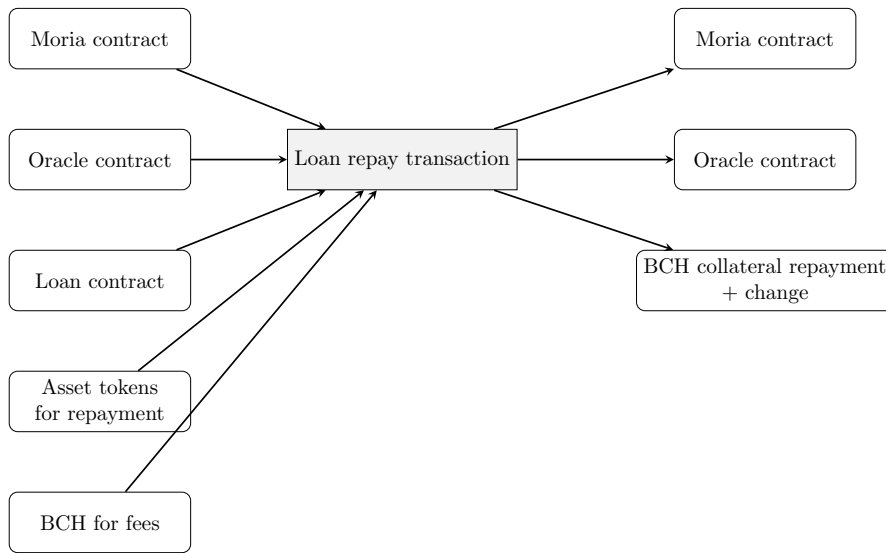 Moria contract
Oracle contract
Loan contract
Asset tokens
for repayment
BCH for fees
Loan repay transaction
Moria contract
Oracle contract
BCH collateral repayment
+ change